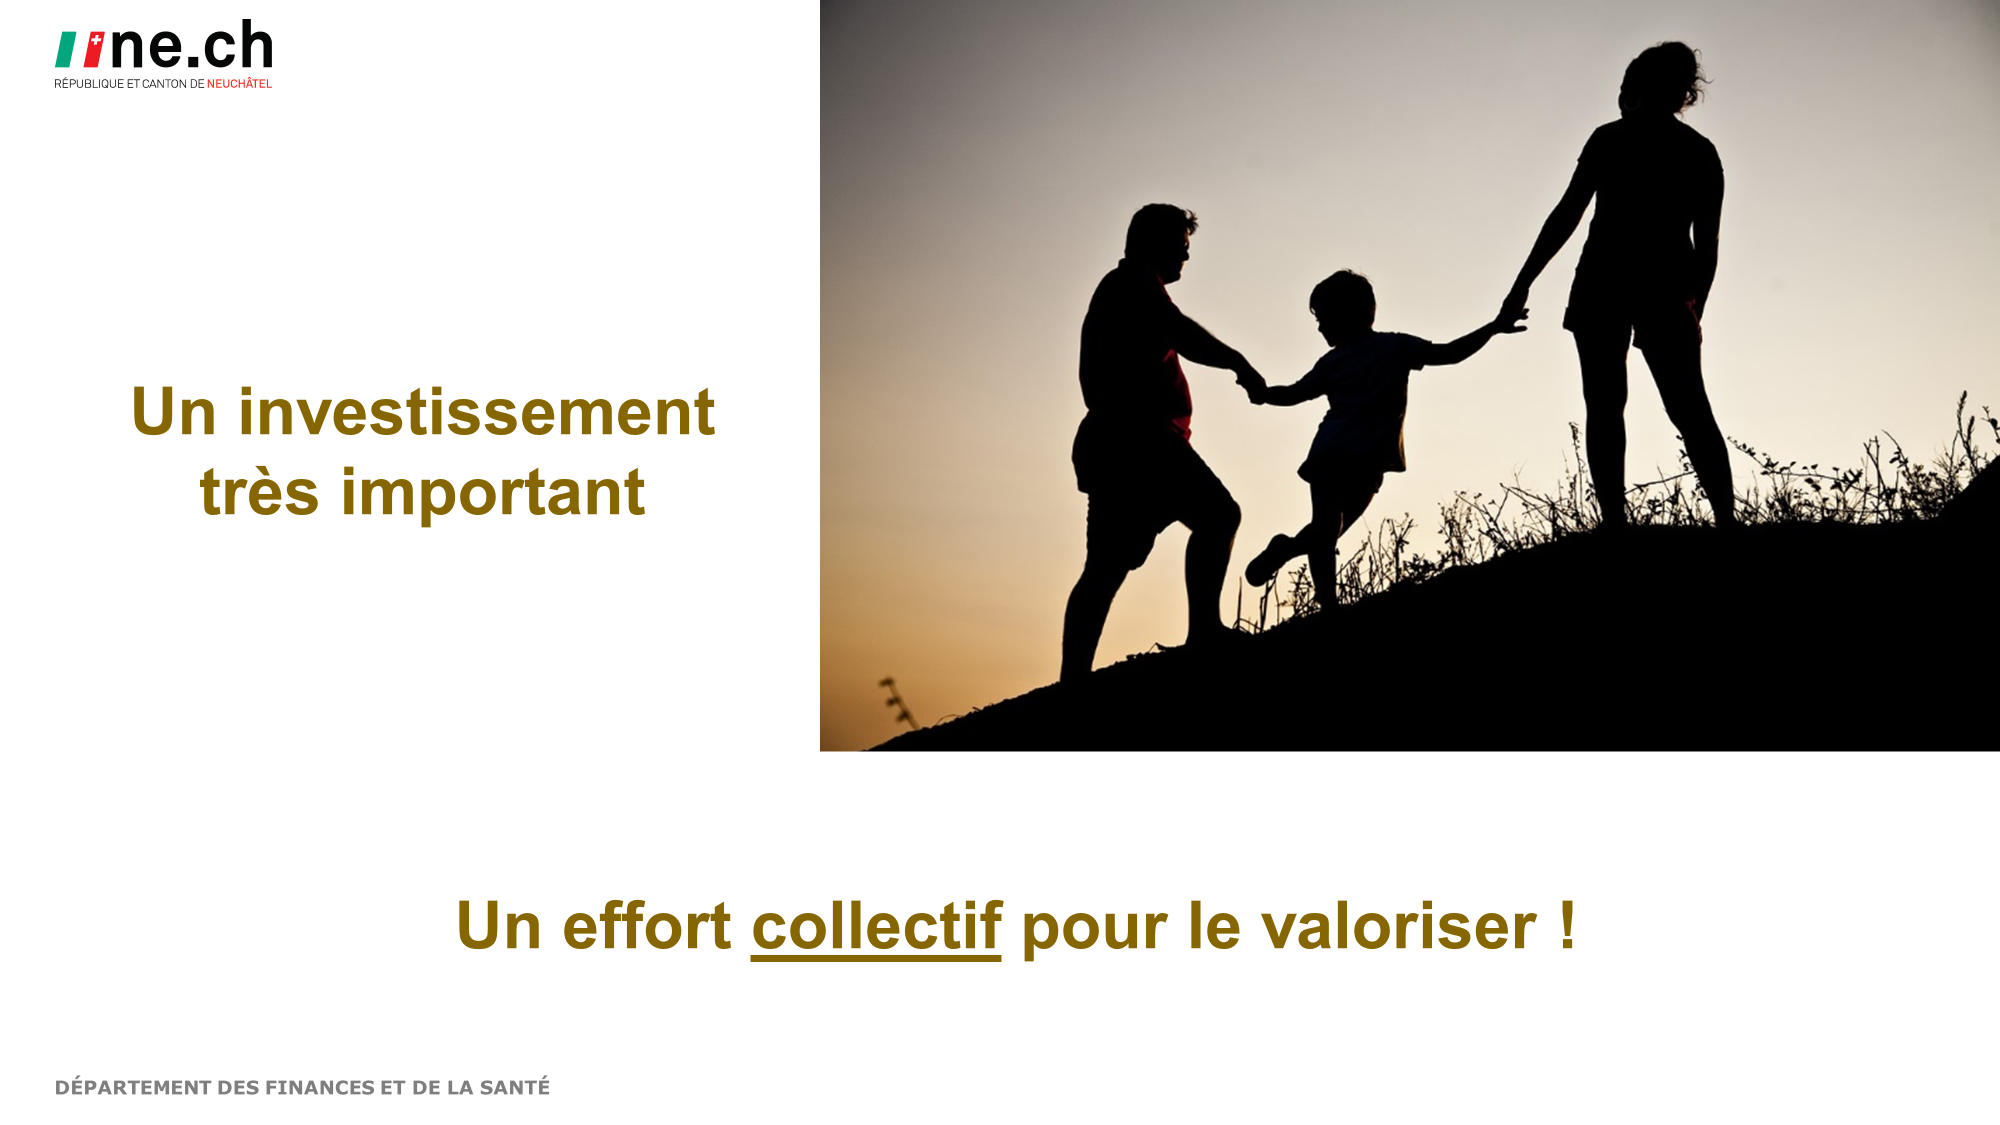 ne.ch
RÉPUBLIQUE ET CANTON DE NEUCHÂTEL
Un investissement
très important
Un effort collectif pour le valoriser !
DÉPARTEMENT DES FINANCES ET DE LA SANTÉ